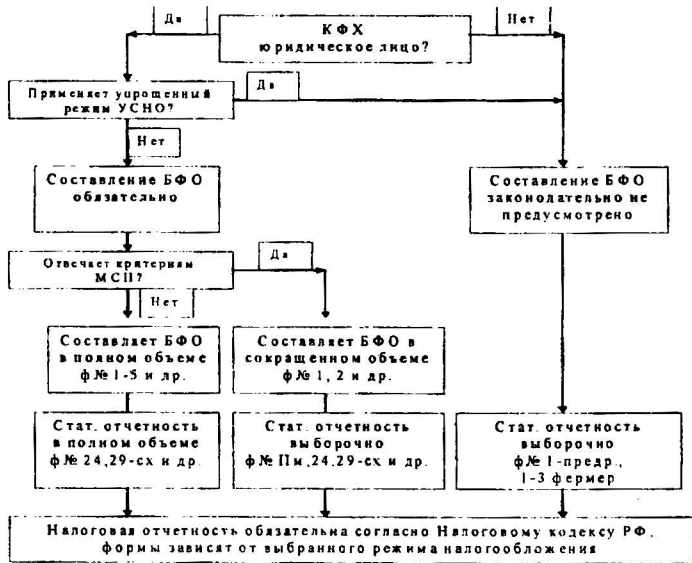 Да
КФХ
юридическое лицо?
Нет
Применяет упрощенный
режим УСНО?
Да
Нет
Составление БФО
обязательно
Составление БФО
законодательно не
предусмотрено
Отвечает критериям
МСП?
Да
Нет
Составляет БФО
в полном объеме
ф№ 1-5 и др.
Составляет БФО в
сокращенном объеме
ф№ 1, 2 и др.
Стат. отчетность
в полном объеме
ф№ 24,29-сх и др.
Стат. отчетность
выборочно
ф№ Пм,24.29-сх и др.
Стат. отчетность
выборочно
ф№ 1-предр.,
1-3 фермер
Налоговая отчетность обязательна согласно Налоговому кодексу РФ,
формы зависят от выбранного режима налогообложения